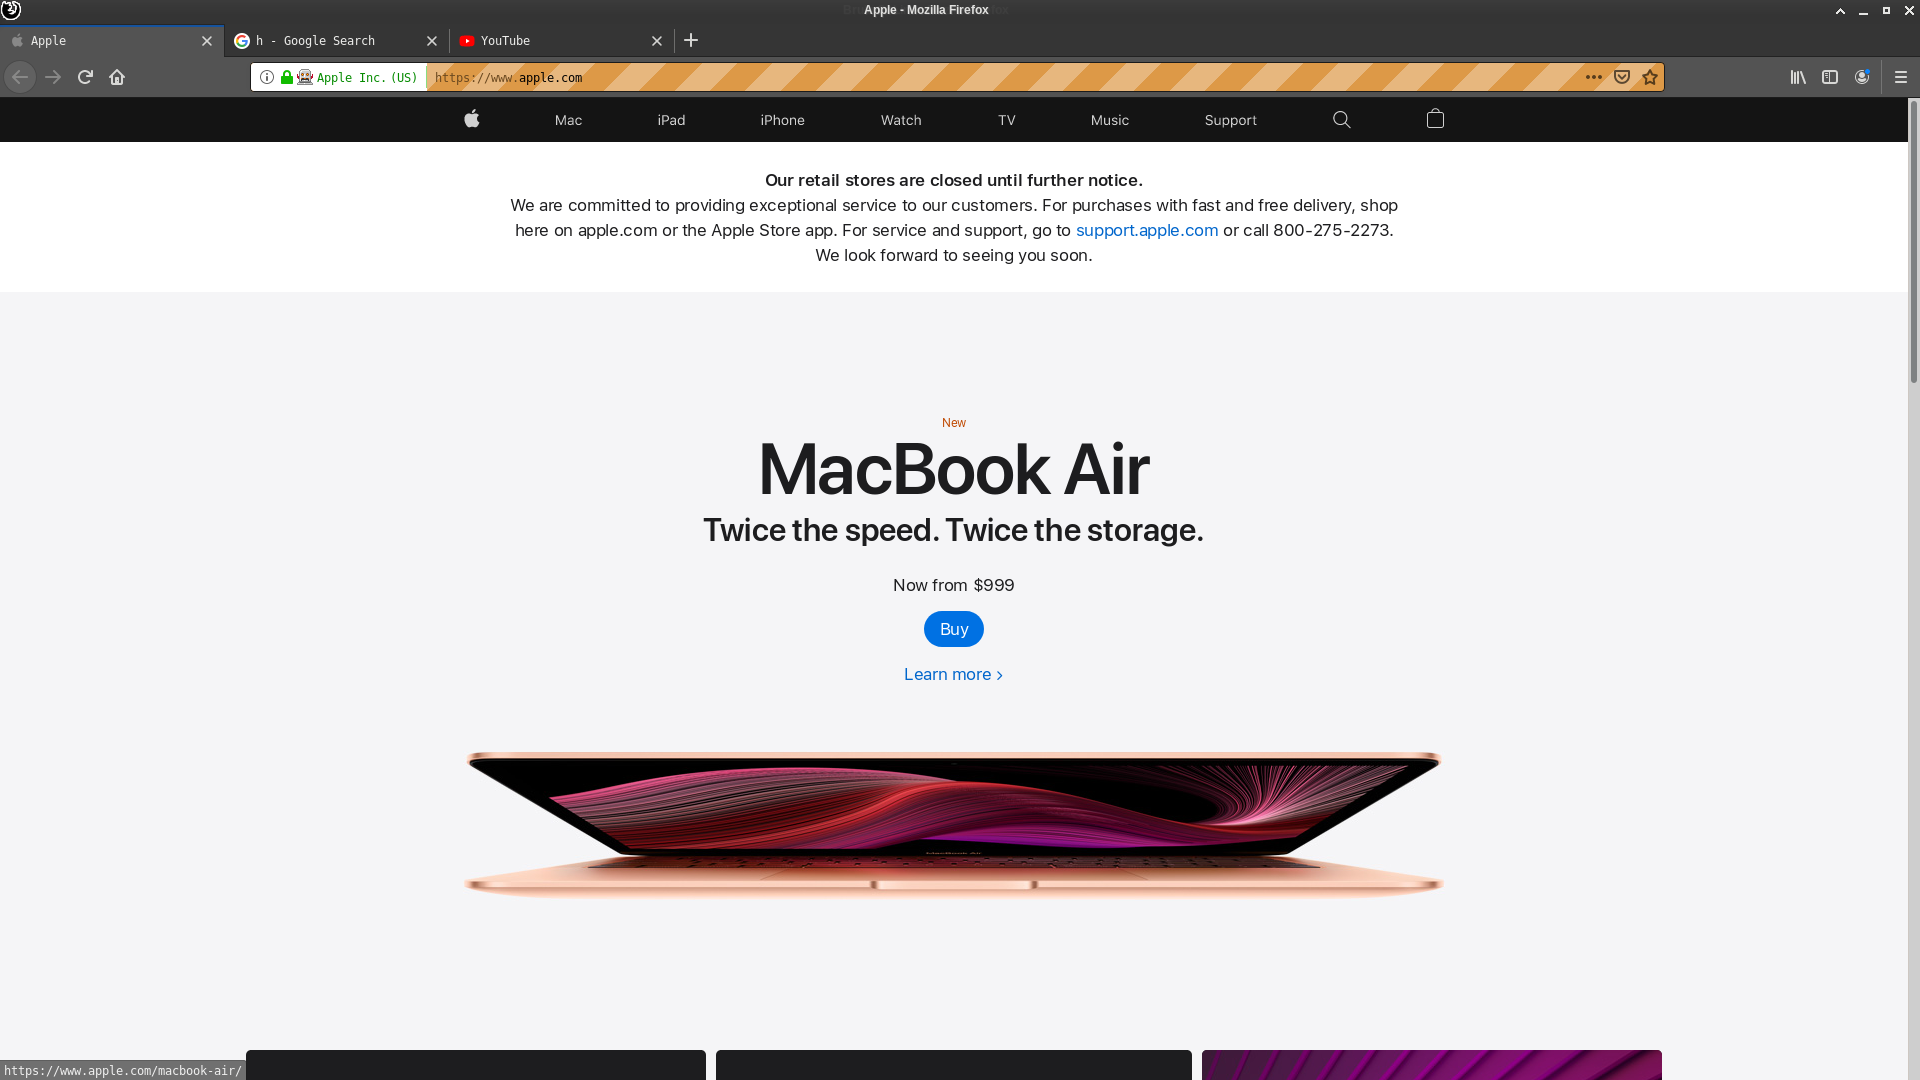 Apple - Mozilla Firefox
Apple
h - Google Search
YouTube
Apple Inc. (US)
https://www.apple.com
Mac
iPad
iPhone
Watch
TV
Music
Support
Our retail stores are closed until further notice.
We are committed to providing exceptional service to our customers. For purchases with fast and free delivery, shop
here on apple.com or the Apple Store app. For service and support, go to support.apple.com or call 800-275-2273.
We look forward to seeing you soon.
New
MacBook Air
Twice the speed. Twice the storage.
Now from $999
Buy
Learn more >
MacBook Air
https://www.apple.com/macbook-air/